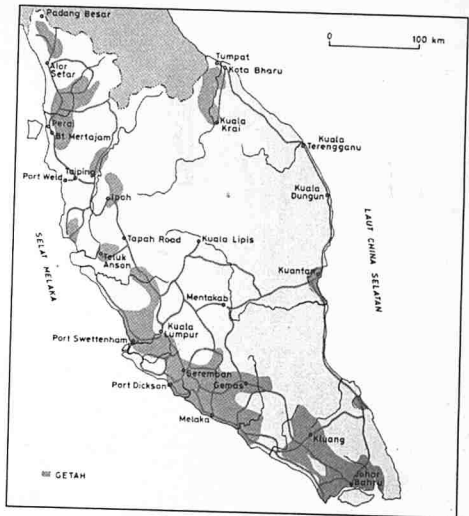 Padang Besar
0 100 km
Tumpat
Kota Bharu
Alor
Setar
Kuala
Krai
Perai
Bt Mertajam
Kuala
Terengganu
Taiping
Port Weld
Ipoh
Kuala
Dungun
SELAT MELAKA
LAUT CHINA SELATAN
Tapah Road
Kuala Lipis
Teluk
Anson
Kuantan
Mentakab
Kuala
Lumpur
Port Swettenham
Seremban
Gemas
Port Dickson
Melaka
Kluang
Johor
Bahru
GETAH